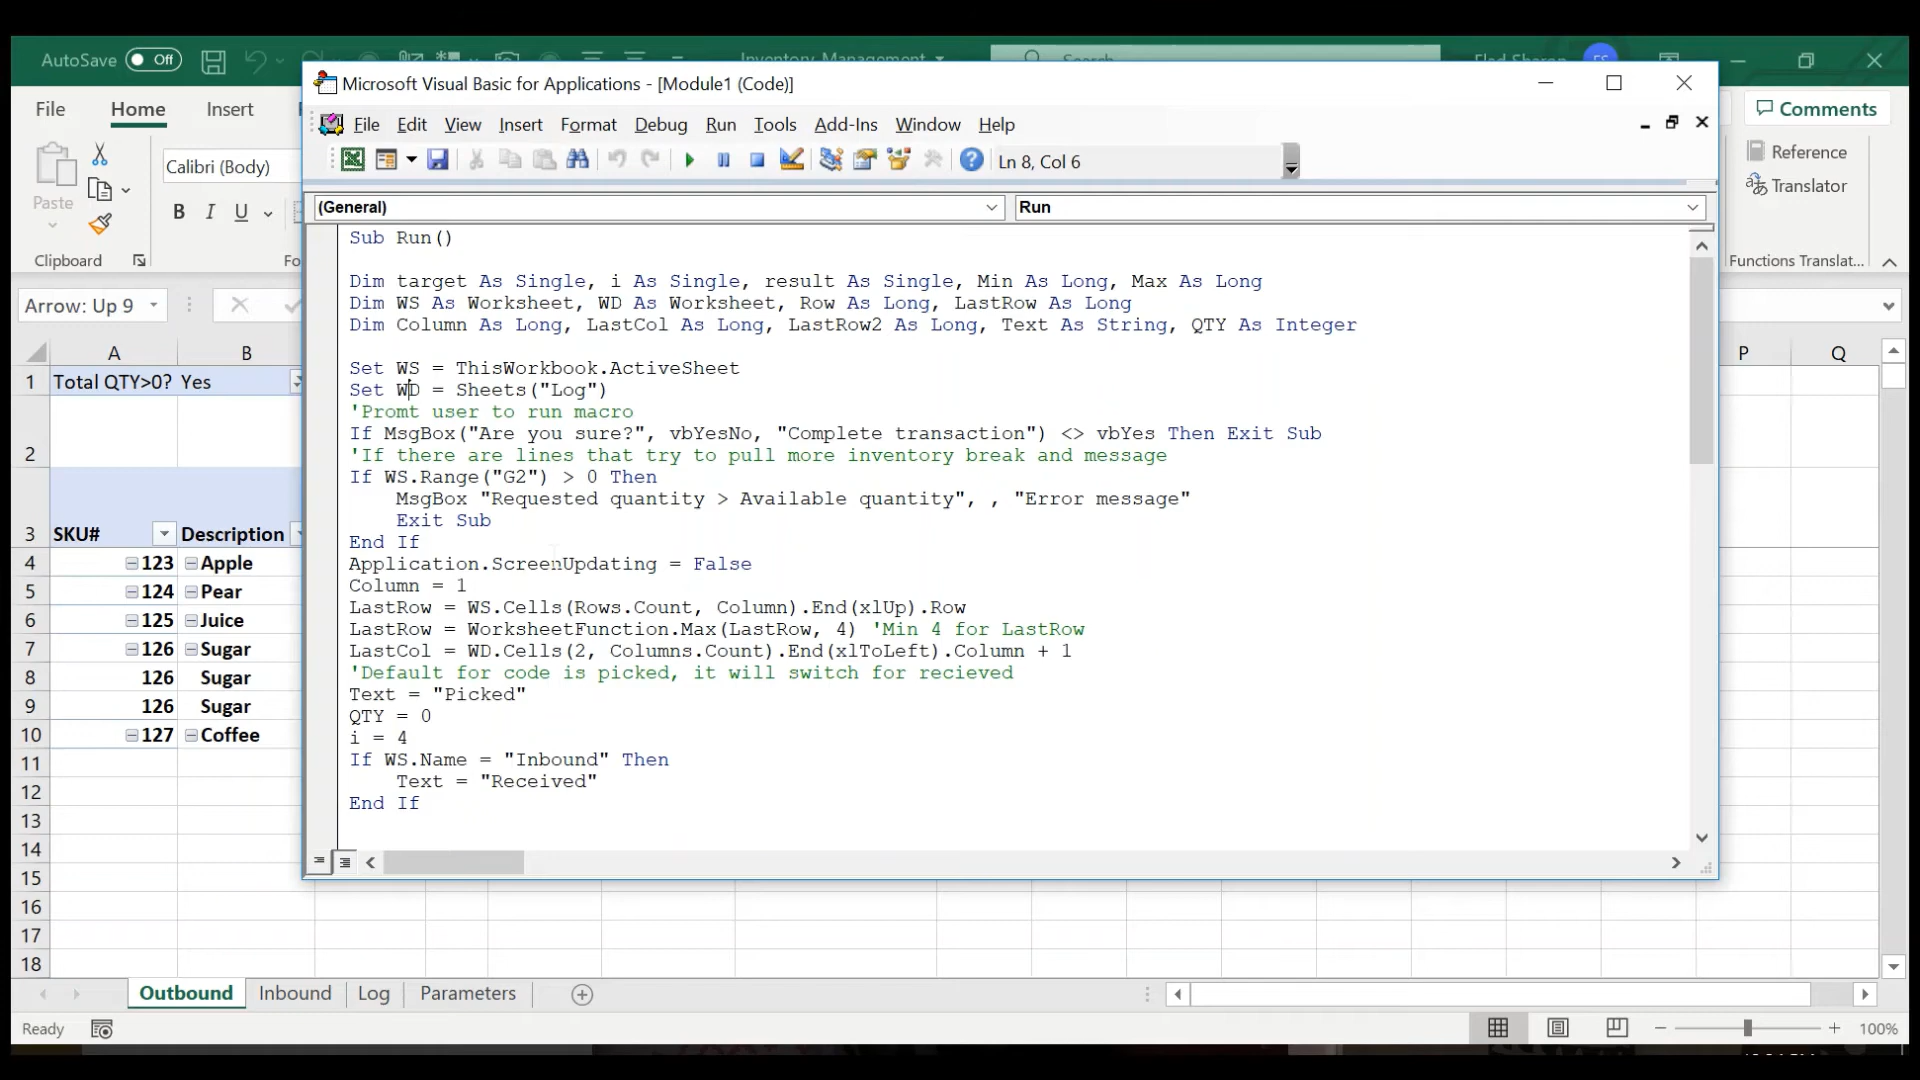 AutoSave Off
Inventory Management
Search
Elad Sharon
ES
File Home Insert
Comments
Calibri (Body)
Paste
B I U
Reference
Translator
Clipboard
Fo
Functions Translat...
Arrow: Up 9
Microsoft Visual Basic for Applications - [Module1 (Code)]
File Edit View Insert Format Debug Run Tools Add-Ins Window Help
Ln 8, Col 6
(General)
Run
Sub Run()
Dim target As Single, i As Single, result As Single, Min As Long, Max As Long
Dim WS As Worksheet, WD As Worksheet, Row As Long, LastRow As Long
Dim Column As Long, LastCol As Long, LastRow2 As Long, Text As String, QTY As Integer
Set WS = ThisWorkbook.ActiveSheet
Set WD = Sheets("Log")
'Promt user to run macro
If MsgBox("Are you sure?", vbYesNo, "Complete transaction") <> vbYes Then Exit Sub
'If there are lines that try to pull more inventory break and message
If WS.Range("G2") > 0 Then
MsgBox "Requested quantity > Available quantity", , "Error message"
Exit Sub
End If
Application.ScreenUpdating = False
Column = 1
LastRow = WS.Cells(Rows.Count, Column).End(xlUp).Row
LastRow = WorksheetFunction.Max(LastRow, 4) 'Min 4 for LastRow
LastCol = WD.Cells(2, Columns.Count).End(xlToLeft).Column + 1
'Default for code is picked, it will switch for recieved
Text = "Picked"
QTY = 0
i = 4
If WS.Name = "Inbound" Then
Text = "Received"
End If
A B P Q
1 Total QTY>0? Yes
2
3 SKU# Description
4 123 Apple
5 124 Pear
6 125 Juice
7 126 Sugar
8 126 Sugar
9 126 Sugar
10 127 Coffee
11
12
13
14
15
16
17
18
Outbound Inbound Log Parameters
Ready
100%